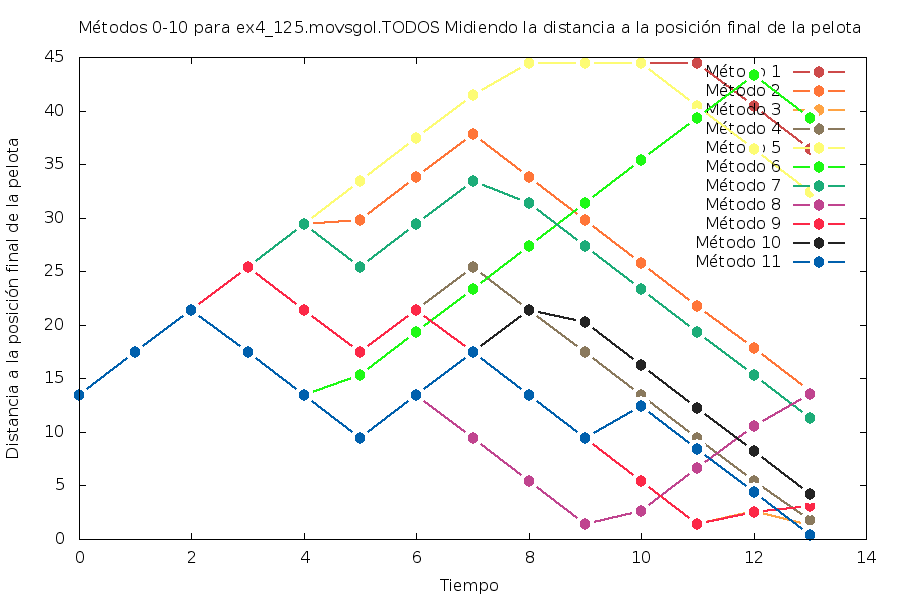 Métodos 0-10 para ex4_125.movsgol.TODOS Midiendo la distancia a la posición final de la pelota
45
40
35
30
25
20
15
10
5
0
Distancia a la posición final de la pelota
Método 1
Método 2
Método 3
Método 4
Método 5
Método 6
Método 7
Método 8
Método 9
Método 10
Método 11
0 2 4 6 8 10 12 14
Tiempo